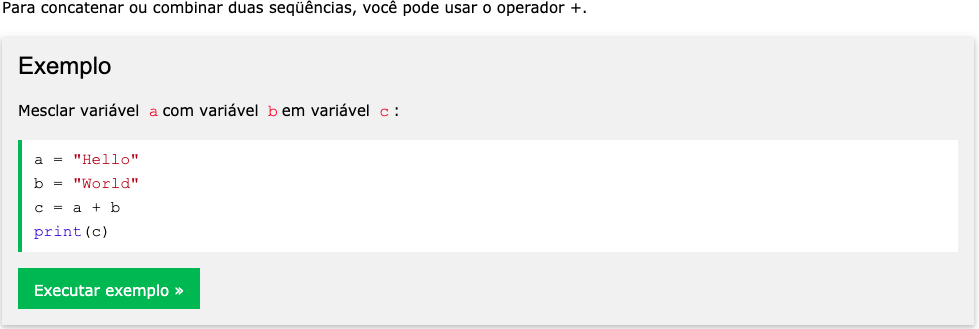 Para concatenar ou combinar duas seqüências, você pode usar o operador +.
Exemplo
Mesclar variável a com variável b em variável c :
a = "Hello"
b = "World"
c = a + b
print(c)
Executar exemplo »